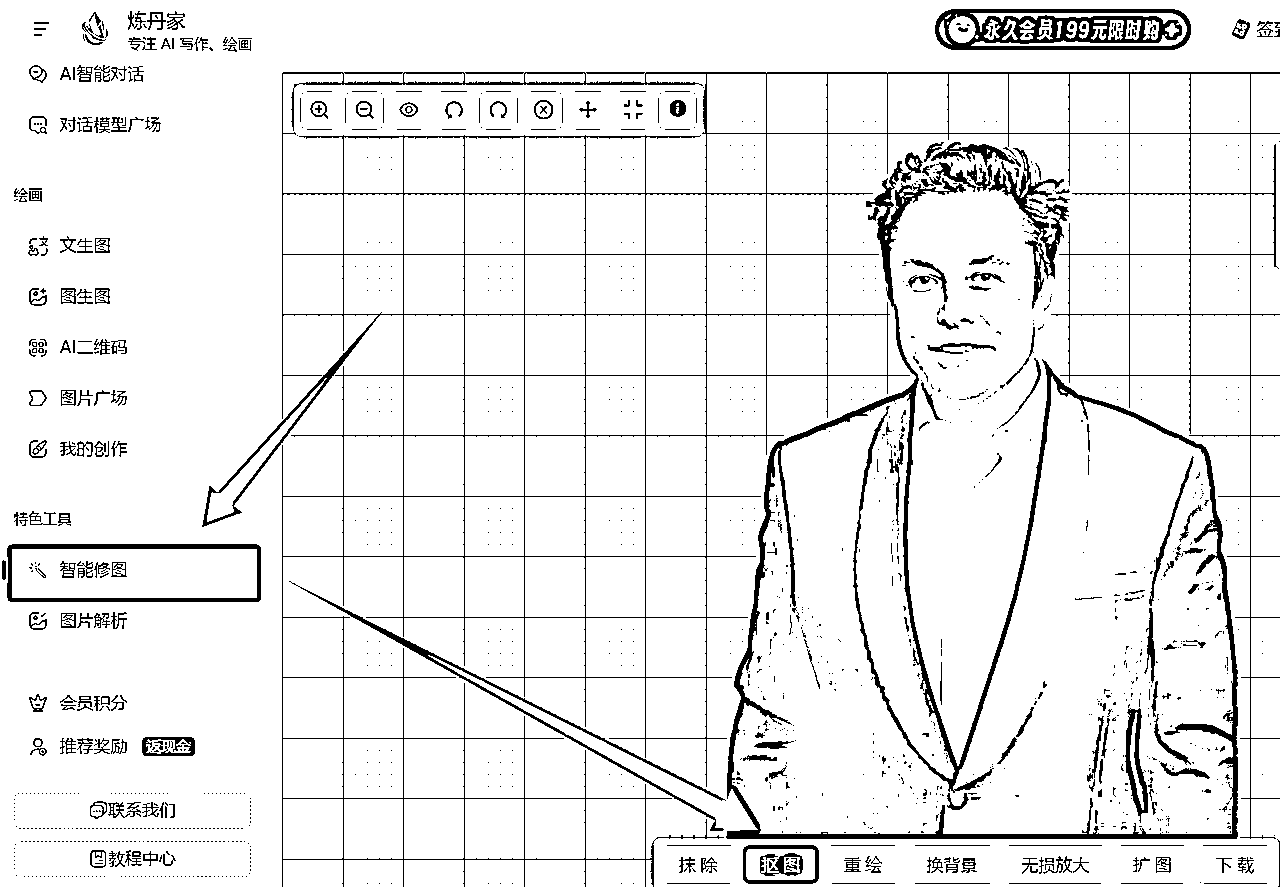 炼丹家
专注 AI 写作、绘画
永久会员199元限时购
签到
AI智能对话
对话模型广场
绘画
文生图
图生图
AI二维码
图片广场
我的创作
特色工具
智能修图
图片解析
会员积分
推荐奖励 返现金
联系我们
教程中心
抹除 抠图 重绘 换背景 无损放大 扩图 下载